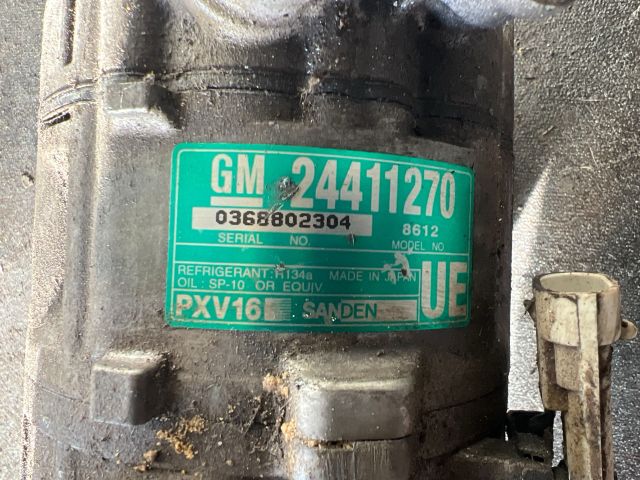 GM 24411270
0368802304 8612
SERIAL NO. MODEL NO
REFRIGERANT: R134a MADE IN JAPAN
OIL: SP-10 OR EQUIV. UE
PXV16 SANDEN